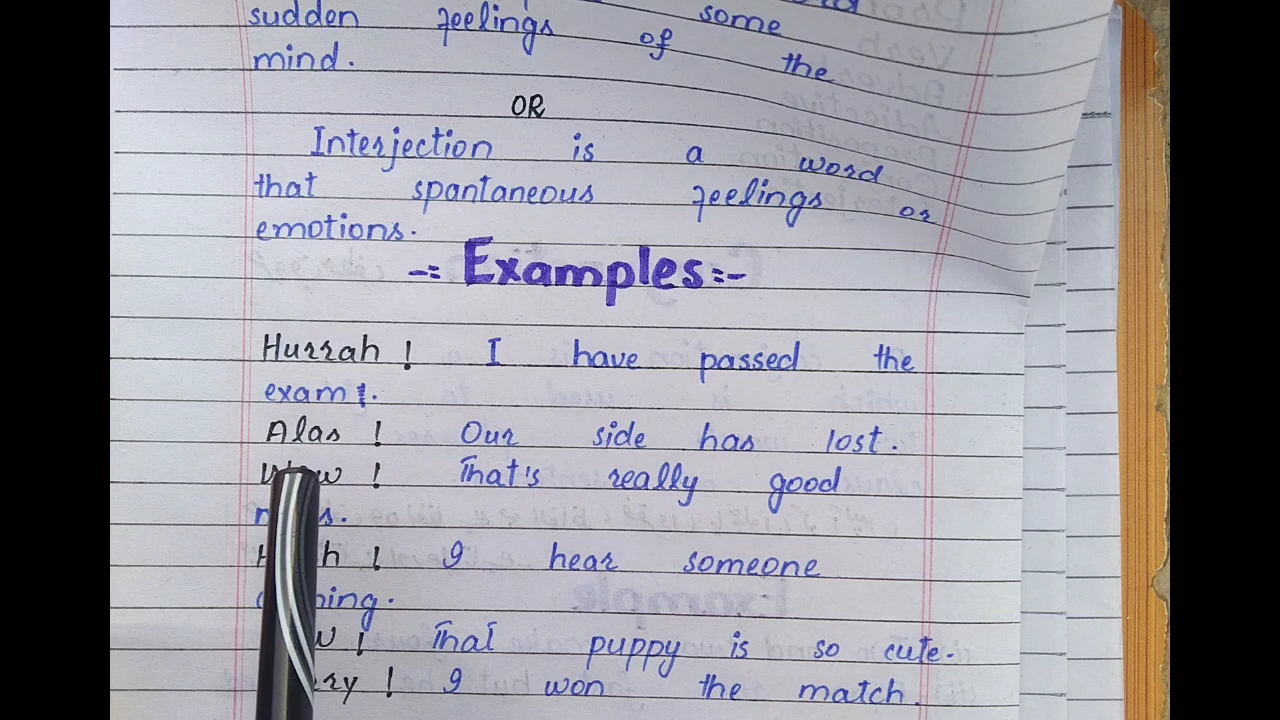 sudden feelings of some the
mind.
OR
Interjection is a word
that spantaneous feelings or
emotions.
-:Examples:-
Hurrah ! I have passed the
exam.
Alas ! Our side has lost.
! That's really good
! I hear someone
! That puppy is so cute.
! I won the match.